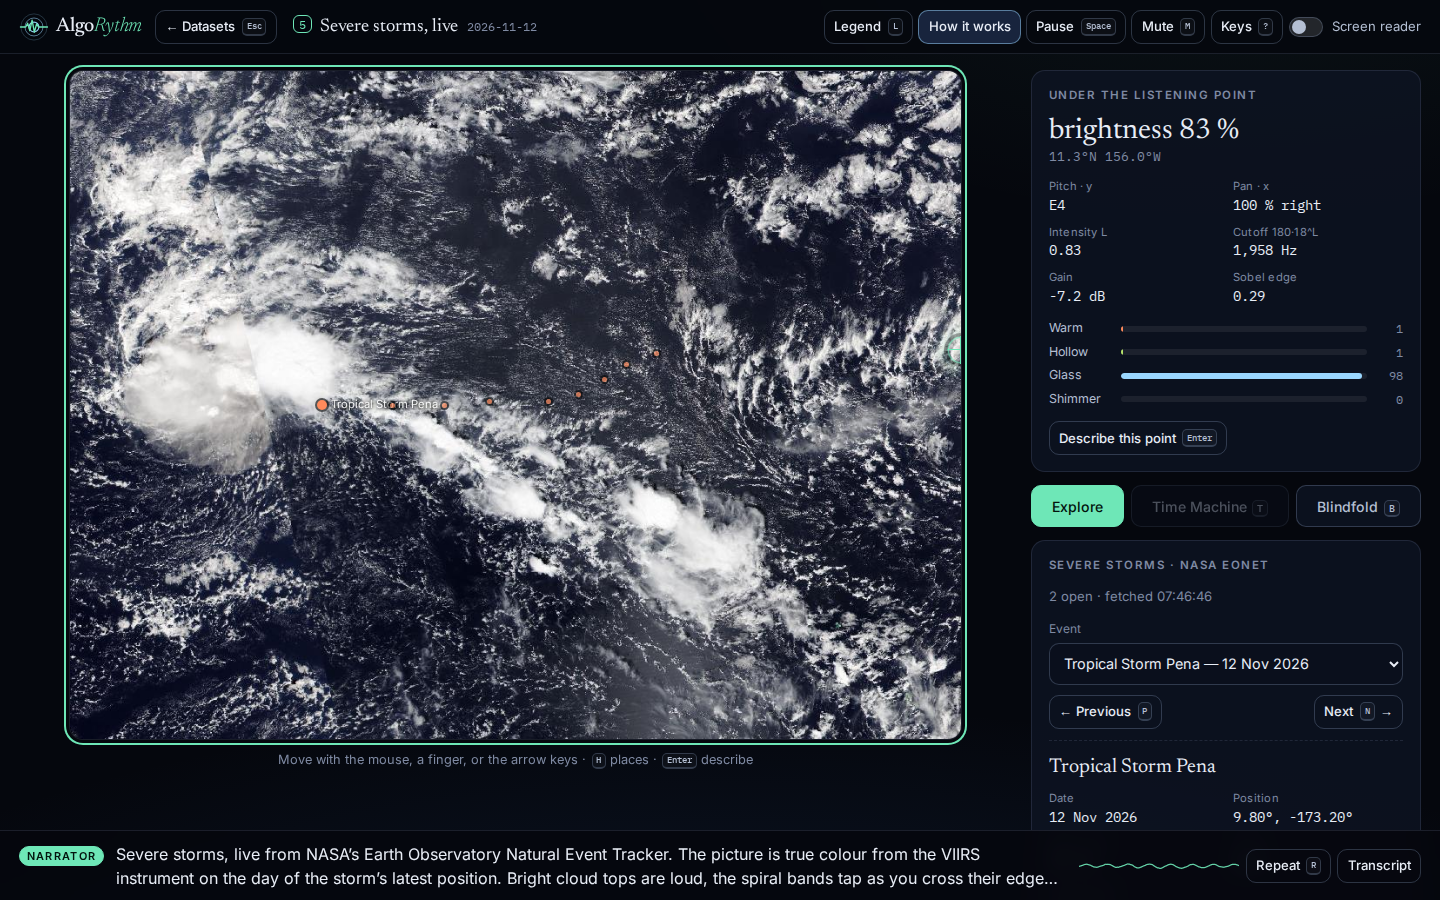 AlgoRythm
← Datasets Esc
5 Severe storms, live 2026-11-12
Legend L
How it works
Pause Space
Mute M
Keys ?
Screen reader
Tropical Storm Pena
Move with the mouse, a finger, or the arrow keys · H places · Enter describe
UNDER THE LISTENING POINT
brightness 83 %
11.3°N 156.0°W
Pitch · y
E4
Pan · x
100 % right
Intensity L
0.83
Cutoff 180·18^L
1,958 Hz
Gain
-7.2 dB
Sobel edge
0.29
Warm 1
Hollow 1
Glass 98
Shimmer 0
Describe this point Enter
Explore
Time Machine T
Blindfold B
SEVERE STORMS · NASA EONET
2 open · fetched 07:46:46
Event
Tropical Storm Pena — 12 Nov 2026
← Previous P
Next N →
Tropical Storm Pena
Date
12 Nov 2026
Position
9.80°, -173.20°
NARRATOR
Severe storms, live from NASA’s Earth Observatory Natural Event Tracker. The picture is true colour from the VIIRS
instrument on the day of the storm’s latest position. Bright cloud tops are loud, the spiral bands tap as you cross their edge…
Repeat R
Transcript